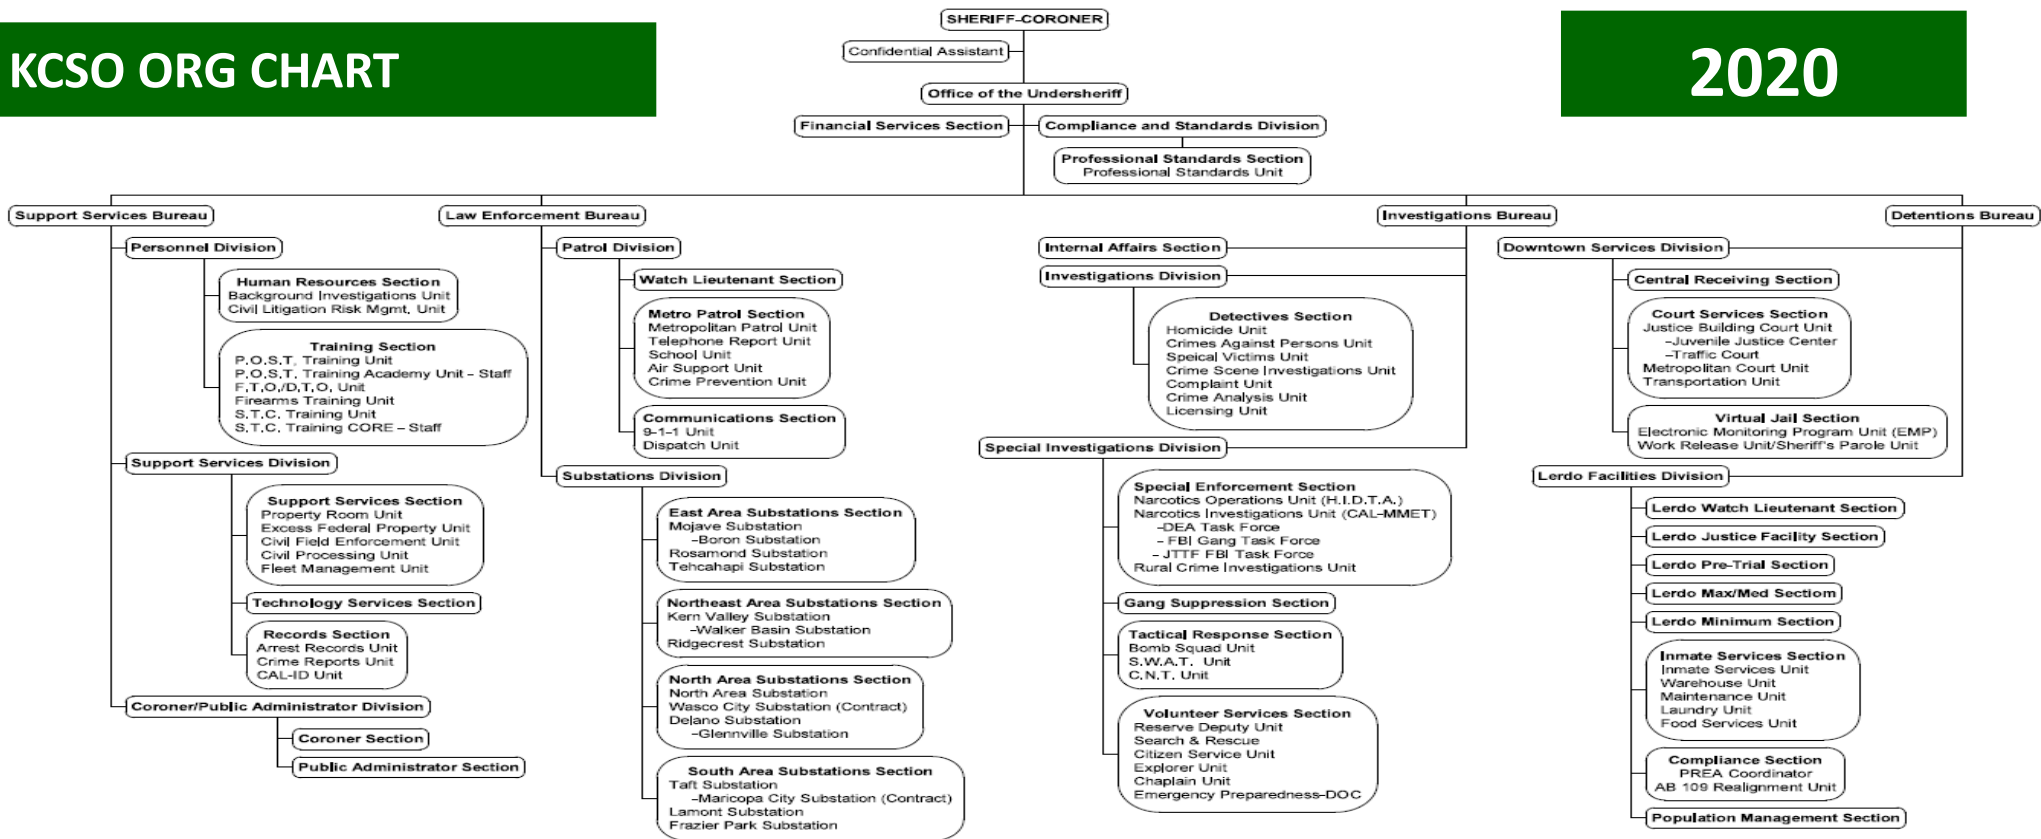 KCSO ORG CHART
2020
SHERIFF-CORONER
Confidential Assistant
Office of the Undersheriff
Financial Services Section
Compliance and Standards Division
Professional Standards Section
Professional Standards Unit
Support Services Bureau
Personnel Division
Human Resources Section
Background Investigations Unit
Civil Litigation Risk Mgmt. Unit
Training Section
P.O.S.T. Training Unit
P.O.S.T. Training Academy Unit - Staff
F.T.O./D.T.O. Unit
Firearms Training Unit
S.T.C. Training Unit
S.T.C. Training CORE - Staff
Support Services Division
Support Services Section
Property Room Unit
Excess Federal Property Unit
Civil Field Enforcement Unit
Civil Processing Unit
Fleet Management Unit
Technology Services Section
Records Section
Arrest Records Unit
Crime Reports Unit
CAL-ID Unit
Coroner/Public Administrator Division
Coroner Section
Public Administrator Section
Law Enforcement Bureau
Patrol Division
Watch Lieutenant Section
Metro Patrol Section
Metropolitan Patrol Unit
Telephone Report Unit
School Unit
Air Support Unit
Crime Prevention Unit
Communications Section
9-1-1 Unit
Dispatch Unit
Substations Division
East Area Substations Section
Mojave Substation
-Boron Substation
Rosamond Substation
Tehcahapi Substation
Northeast Area Substations Section
Kern Valley Substation
-Walker Basin Substation
Ridgecrest Substation
North Area Substations Section
North Area Substation
Wasco City Substation (Contract)
Delano Substation
-Glennville Substation
South Area Substations Section
Taft Substation
-Maricopa City Substation (Contract)
Lamont Substation
Frazier Park Substation
Investigations Bureau
Internal Affairs Section
Investigations Division
Detectives Section
Homicide Unit
Crimes Against Persons Unit
Speical Victims Unit
Crime Scene Investigations Unit
Complaint Unit
Crime Analysis Unit
Licensing Unit
Special Investigations Division
Special Enforcement Section
Narcotics Operations Unit (H.I.D.T.A.)
Narcotics Investigations Unit (CAL-MMET)
-DEA Task Force
- FBI Gang Task Force
- JTTF FBI Task Force
Rural Crime Investigations Unit
Gang Suppression Section
Tactical Response Section
Bomb Squad Unit
S.W.A.T. Unit
C.N.T. Unit
Volunteer Services Section
Reserve Deputy Unit
Search & Rescue
Citizen Service Unit
Explorer Unit
Chaplain Unit
Emergency Preparedness-DOC
Detentions Bureau
Downtown Services Division
Central Receiving Section
Court Services Section
Justice Building Court Unit
-Juvenile Justice Center
-Traffic Court
Metropolitan Court Unit
Transportation Unit
Virtual Jail Section
Electronic Monitoring Program Unit (EMP)
Work Release Unit/Sheriff's Parole Unit
Lerdo Facilities Division
Lerdo Watch Lieutenant Section
Lerdo Justice Facility Section
Lerdo Pre-Trial Section
Lerdo Max/Med Sectiom
Lerdo Minimum Section
Inmate Services Section
Inmate Services Unit
Warehouse Unit
Maintenance Unit
Laundry Unit
Food Services Unit
Compliance Section
PREA Coordinator
AB 109 Realignment Unit
Population Management Section